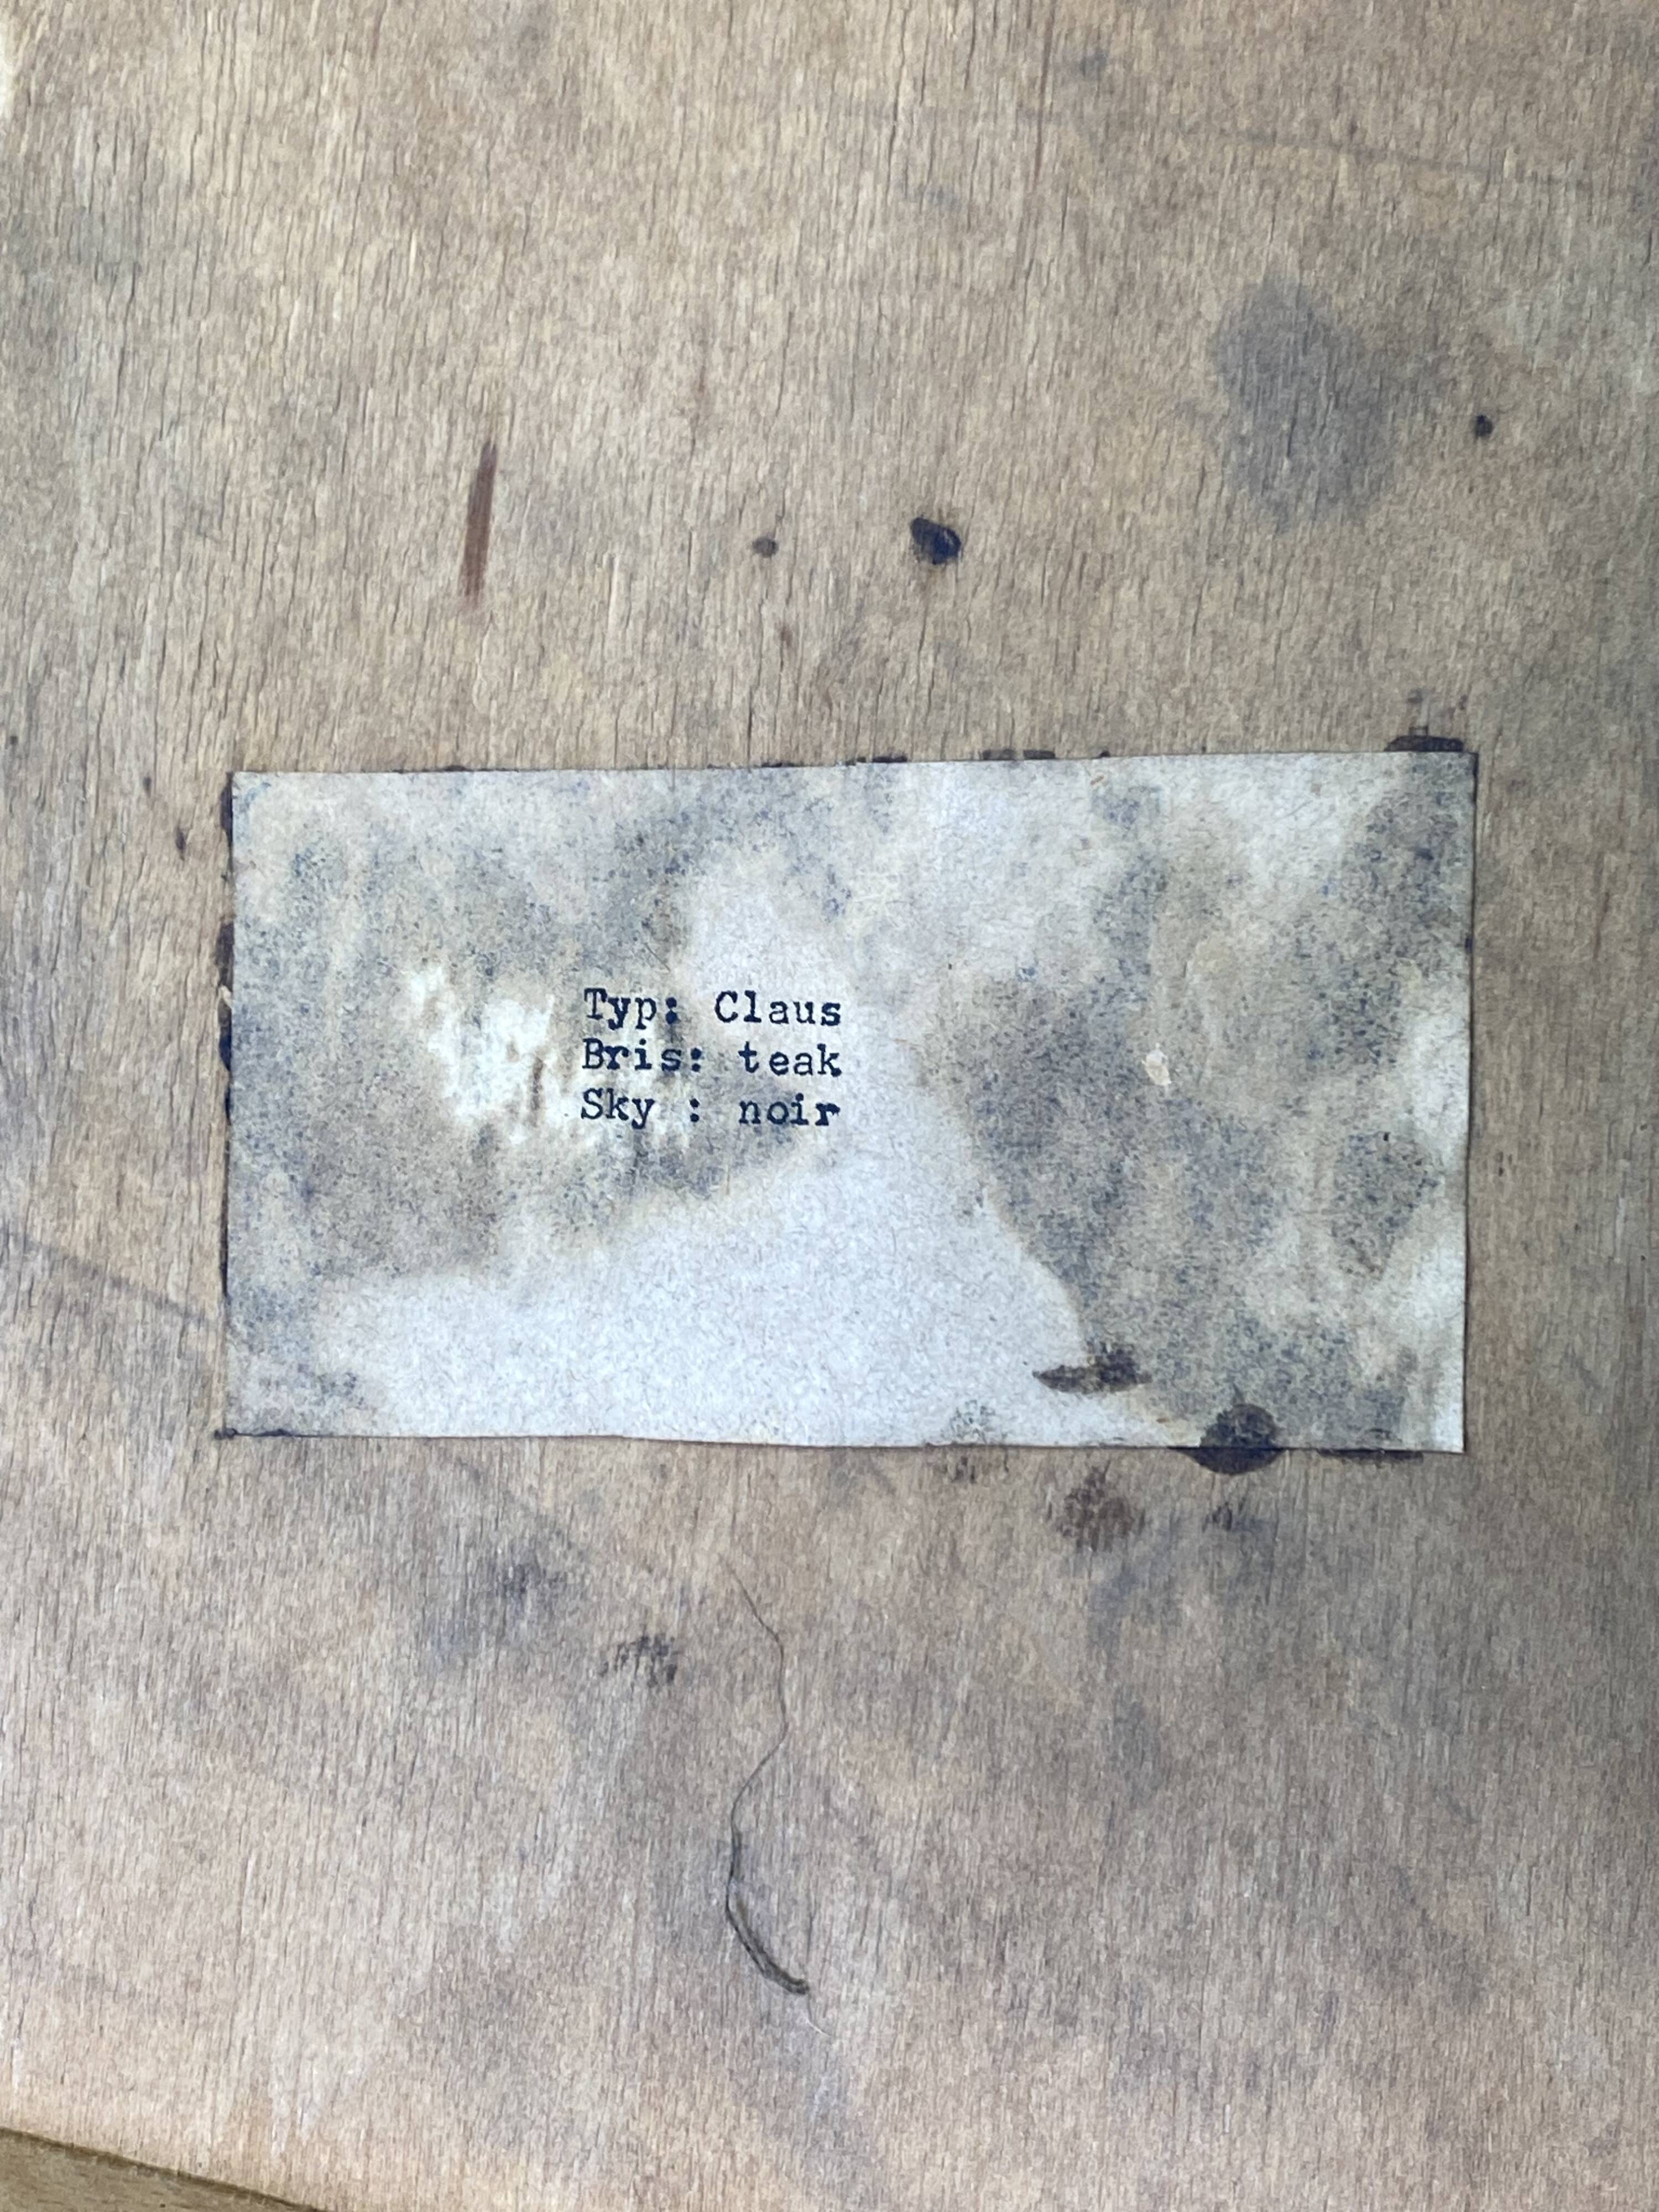 Typ: Claus
Bris: teak
Sky : noir